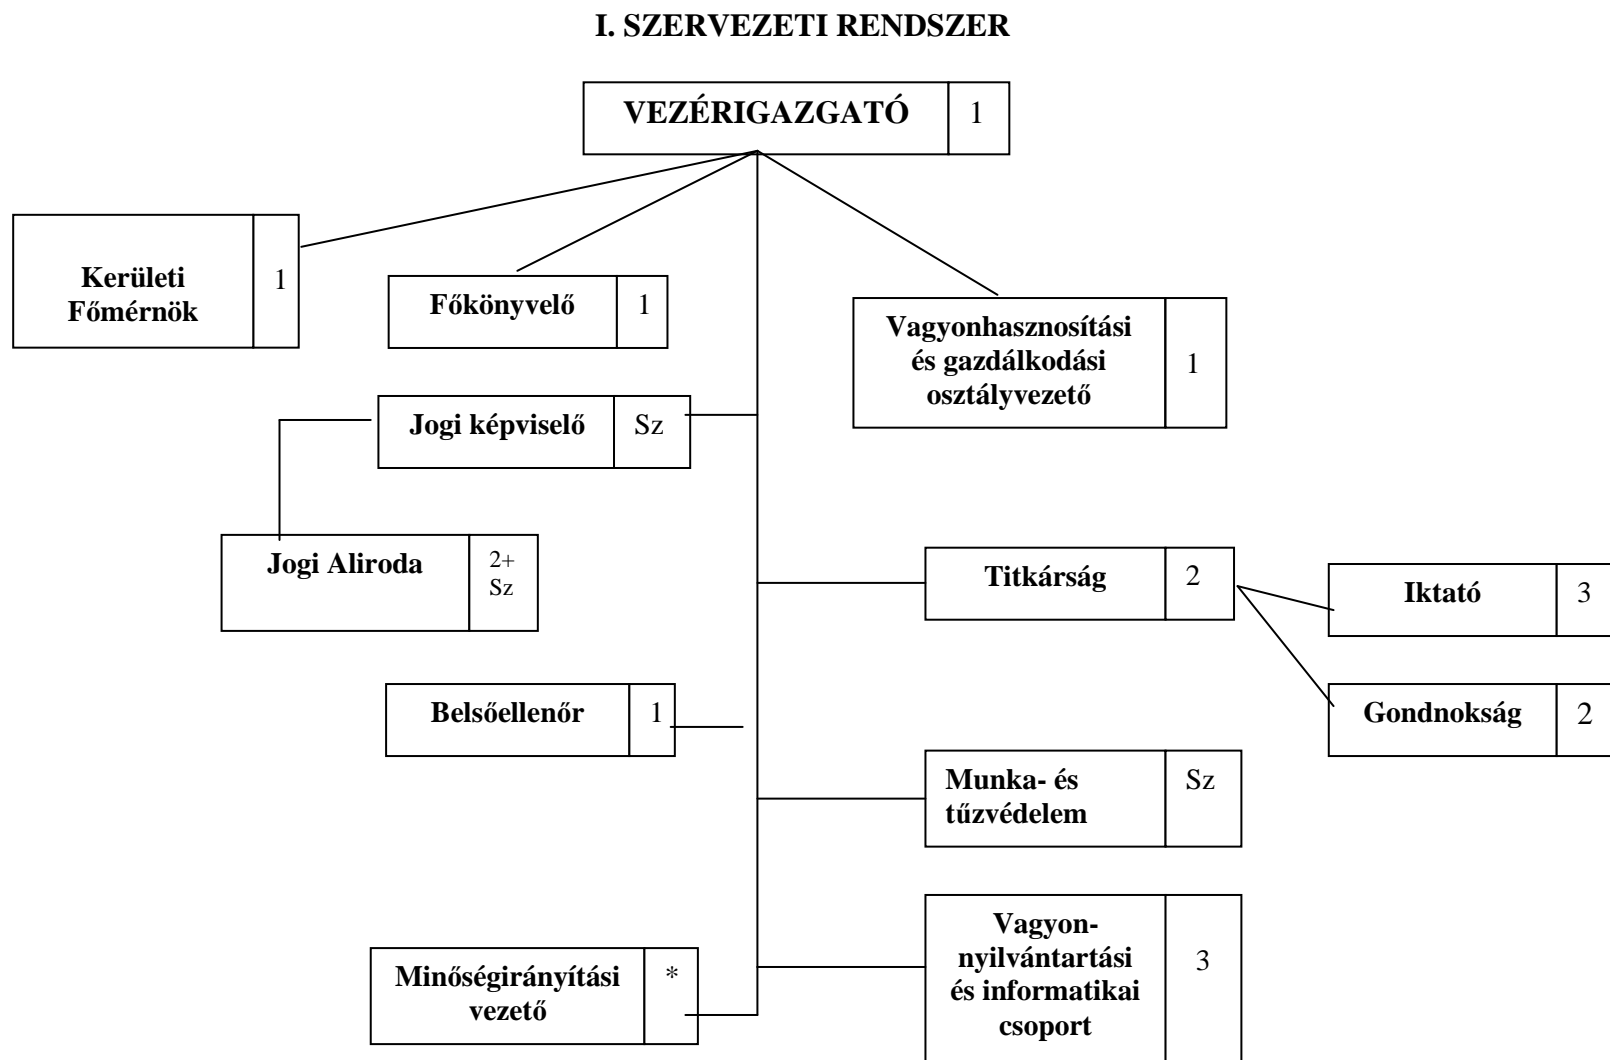 I. SZERVEZETI RENDSZER
VEZÉRIGAZGATÓ 1
Kerületi
Főmérnök
1
Főkönyvelő 1
Vagyonhasznosítási
és gazdálkodási
osztályvezető
1
Jogi képviselő Sz
Jogi Aliroda
2+
Sz
Titkárság 2
Iktató 3
Belsőellenőr 1
Gondnokság 2
Munka- és
tűzvédelem
Sz
Minőségirányítási
vezető
*
Vagyon-
nyilvántartási
és informatikai
csoport
3